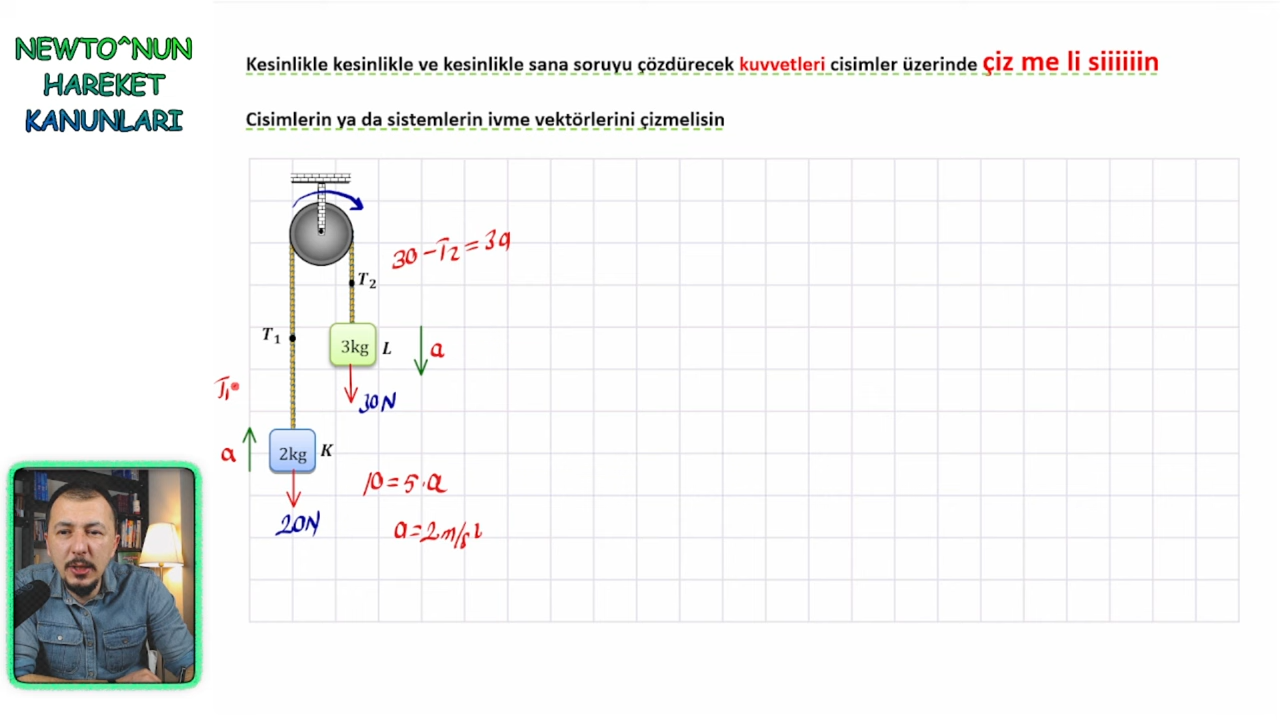 NEWTO^NUN
HAREKET
KANUNLARI
Kesinlikle kesinlikle ve kesinlikle sana soruyu çözdürecek kuvvetleri cisimler üzerinde çiz me li siiiiiin
Cisimlerin ya da sistemlerin ivme vektörlerini çizmelisin
30 - T2 = 3a
T2
T1
3kg L
a
T1
30N
a
2kg K
10 = 5.a
20N
a = 2m/s2